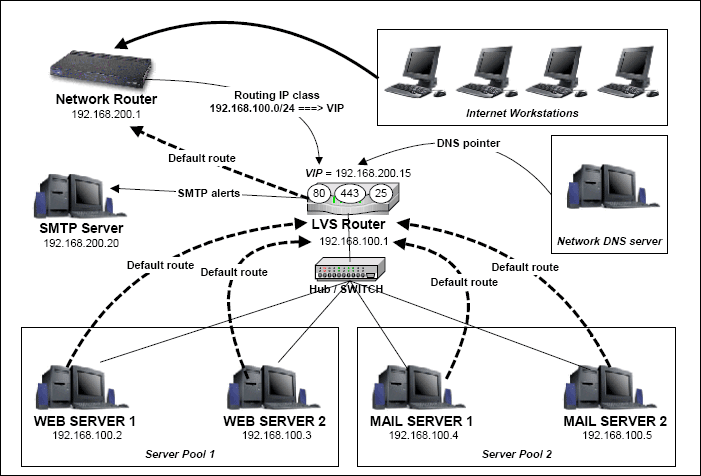 Network Router
192.168.200.1
Routing IP class
192.168.100.0/24 ===> VIP
Internet Workstations
Default route
DNS pointer
VIP = 192.168.200.15
SMTP alerts
80 443 25
SMTP Server
192.168.200.20
LVS Router
192.168.100.1
Network DNS server
Default route
Default route
Default route
Default route
Hub / SWITCH
WEB SERVER 1
192.168.100.2
WEB SERVER 2
192.168.100.3
Server Pool 1
MAIL SERVER 1
192.168.100.4
MAIL SERVER 2
192.168.100.5
Server Pool 2